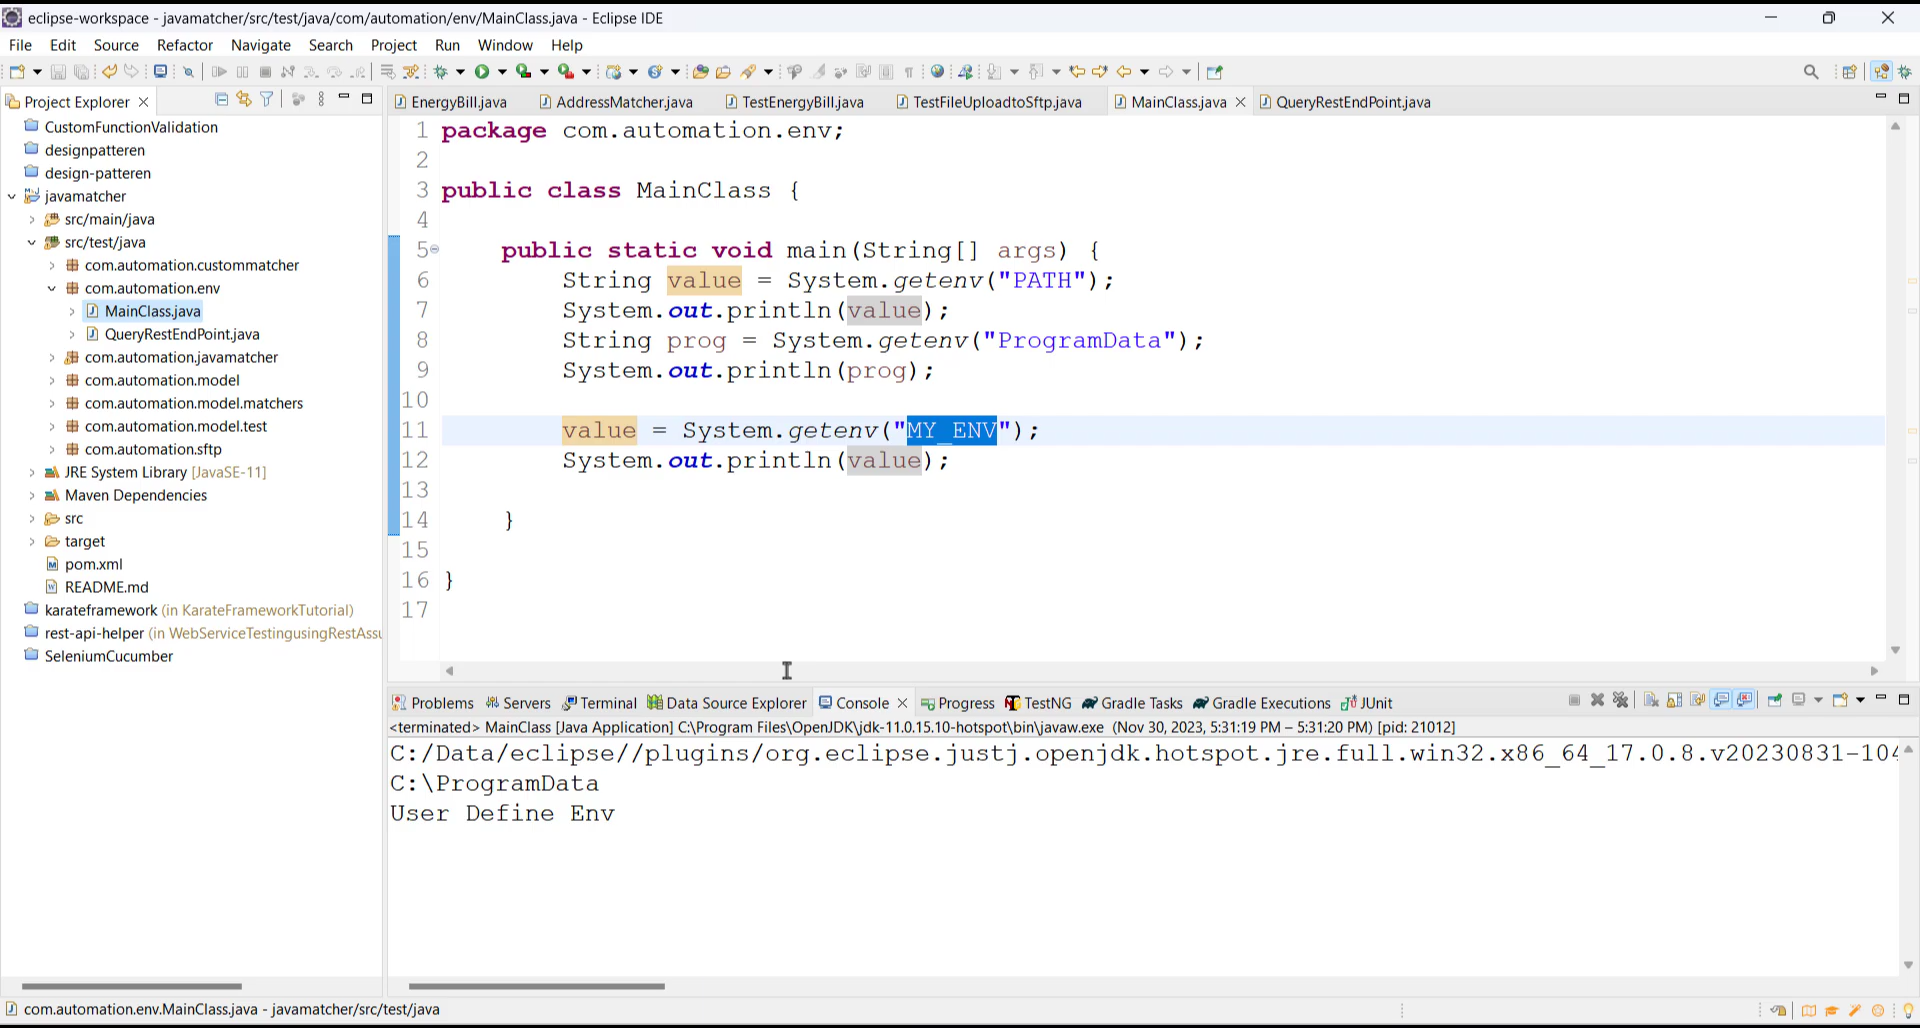 eclipse-workspace - javamatcher/src/test/java/com/automation/env/MainClass.java - Eclipse IDE
File Edit Source Refactor Navigate Search Project Run Window Help
Project Explorer
EnergyBill.java AddressMatcher.java TestEnergyBill.java TestFileUploadtoSftp.java MainClass.java QueryRestEndPoint.java
CustomFunctionValidation
designpatteren
design-patteren
javamatcher
src/main/java
src/test/java
com.automation.custommatcher
com.automation.env
MainClass.java
QueryRestEndPoint.java
com.automation.javamatcher
com.automation.model
com.automation.model.matchers
com.automation.model.test
com.automation.sftp
JRE System Library [JavaSE-11]
Maven Dependencies
src
target
pom.xml
README.md
karateframework (in KarateFrameworkTutorial)
rest-api-helper (in WebServiceTestingusingRestAssu
SeleniumCucumber
1 package com.automation.env;
2
3 public class MainClass {
4
5 public static void main(String[] args) {
6 String value = System.getenv("PATH");
7 System.out.println(value);
8 String prog = System.getenv("ProgramData");
9 System.out.println(prog);
10
11 value = System.getenv("MY_ENV");
12 System.out.println(value);
13
14 }
15
16 }
17
Problems Servers Terminal Data Source Explorer Console Progress TestNG Gradle Tasks Gradle Executions JUnit
<terminated> MainClass [Java Application] C:\Program Files\OpenJDK\jdk-11.0.15.10-hotspot\bin\javaw.exe (Nov 30, 2023, 5:31:19 PM – 5:31:20 PM) [pid: 21012]
C:/Data/eclipse//plugins/org.eclipse.justj.openjdk.hotspot.jre.full.win32.x86_64_17.0.8.v20230831-104
C:\ProgramData
User Define Env
com.automation.env.MainClass.java - javamatcher/src/test/java